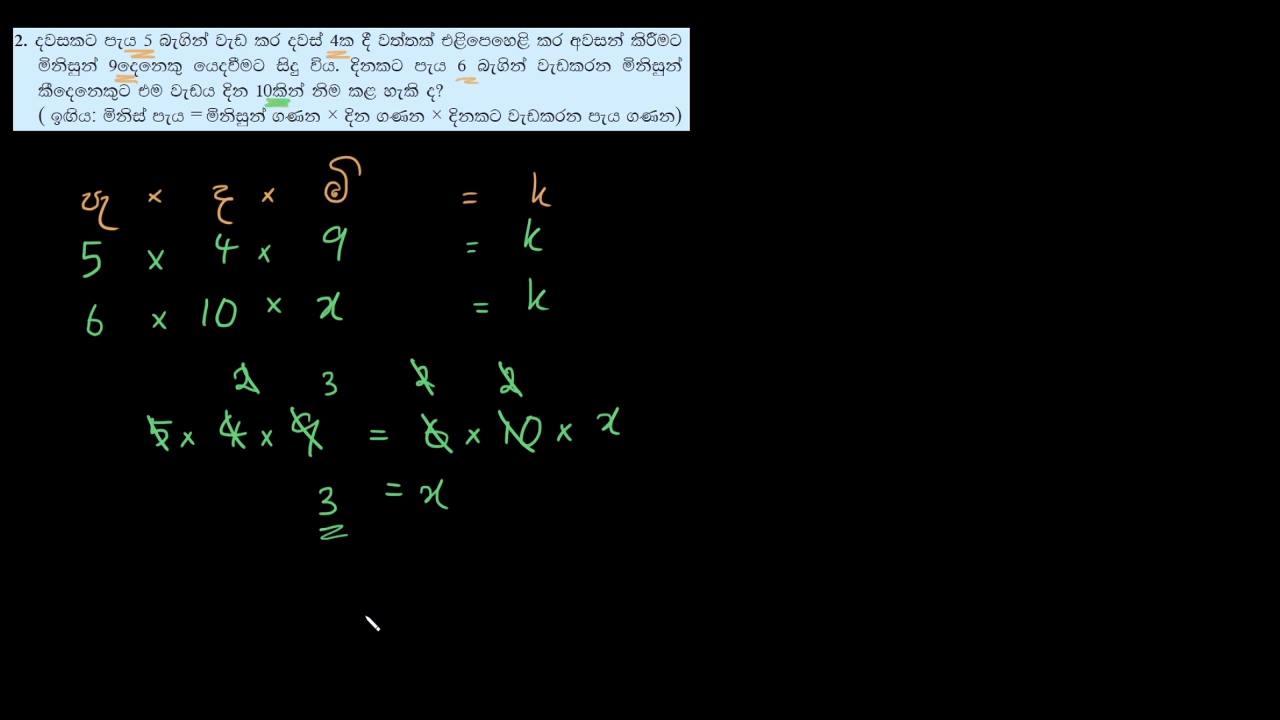 2. දවසකට පැය 5 බැගින් වැඩ කර දවස් 4ක දී වත්තක් එළිපෙහෙළි කර අවසන් කිරීමට
මිනිසුන් 9දෙනෙකු යෙදවීමට සිදු විය. දිනකට පැය 6 බැගින් වැඩකරන මිනිසුන්
කීදෙනෙකුට එම වැඩය දින 10කින් නිම කළ හැකි ද?
( ඉඟිය: මිනිස් පැය = මිනිසුන් ගණන × දින ගණන × දිනකට වැඩකරන පැය ගණන)
පැ × ද × මි = k
5 × 4 × 9 = k
6 × 10 × x = k
2 3 2 2
5 × 4 × 9 = 6 × 10 × x
3 = x